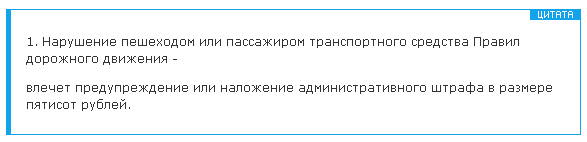 ЦИТАТА
1. Нарушение пешеходом или пассажиром транспортного средства Правил
дорожного движения -
влечет предупреждение или наложение административного штрафа в размере
пятисот рублей.